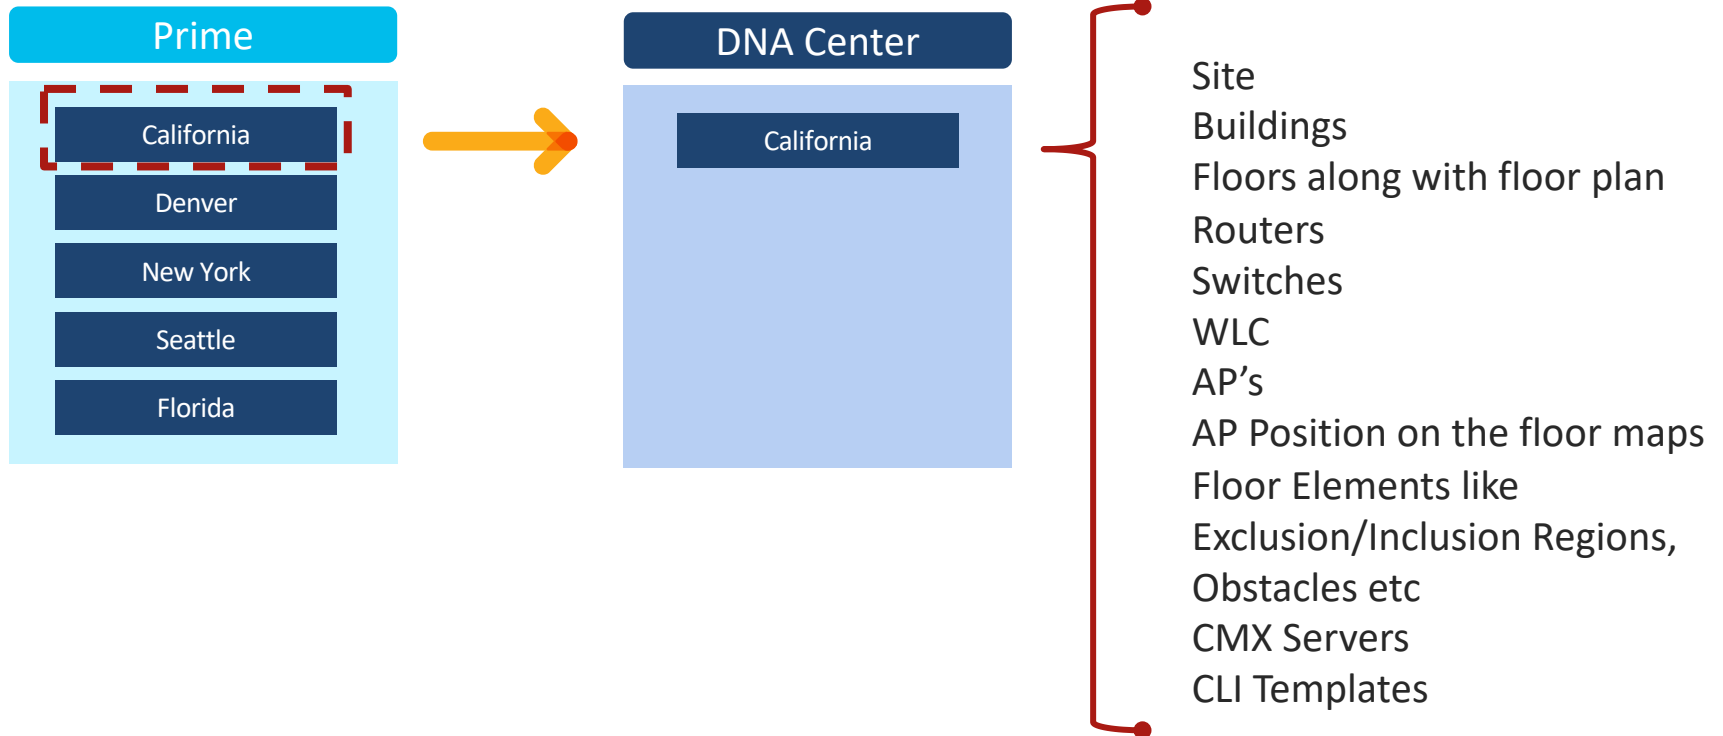 Prime
California
Denver
New York
Seattle
Florida
DNA Center
California
Site
Buildings
Floors along with floor plan
Routers
Switches
WLC
AP’s
AP Position on the floor maps
Floor Elements like
Exclusion/Inclusion Regions,
Obstacles etc
CMX Servers
CLI Templates